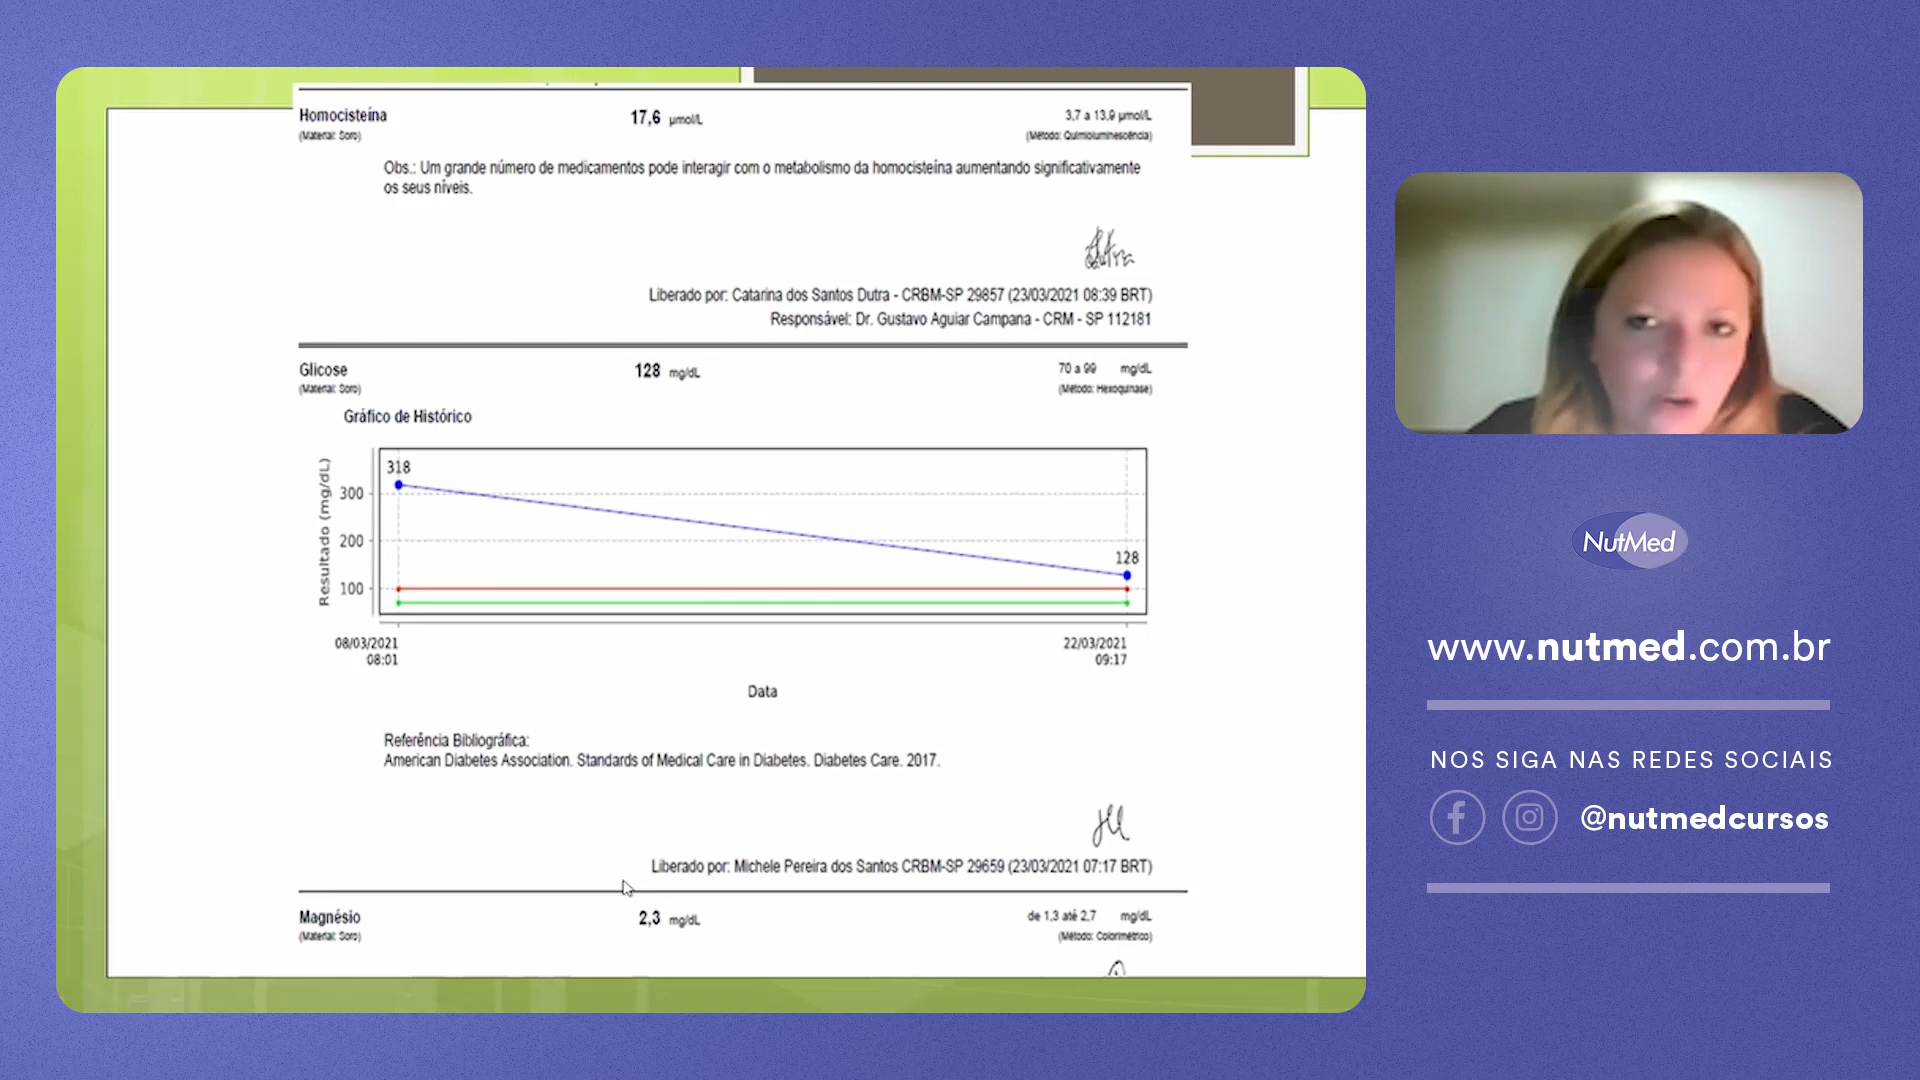 Homocisteína 17,6 µmol/L 3,7 a 13,9 µmol/L
(Material: Soro) (Método: Quimioluminescência)
Obs.: Um grande número de medicamentos pode interagir com o metabolismo da homocisteína aumentando significativamente
os seus níveis.
Liberado por: Catarina dos Santos Dutra - CRBM-SP 29857 (23/03/2021 08:39 BRT)
Responsável: Dr. Gustavo Aguiar Campana - CRM - SP 112181
Glicose 128 mg/dL 70 a 99 mg/dL
(Material: Soro) (Método: Hexoquinase)
Gráfico de Histórico
Resultado (mg/dL)
318
300
200
128
100
08/03/2021 22/03/2021
08:01 09:17
Data
Referência Bibliográfica:
American Diabetes Association. Standards of Medical Care in Diabetes. Diabetes Care. 2017.
Liberado por: Michele Pereira dos Santos CRBM-SP 29659 (23/03/2021 07:17 BRT)
Magnésio 2,3 mg/dL de 1,3 até 2,7 mg/dL
(Material: Soro) (Método: Colorimétrico)
NutMed
www.nutmed.com.br
NOS SIGA NAS REDES SOCIAIS
@nutmedcursos